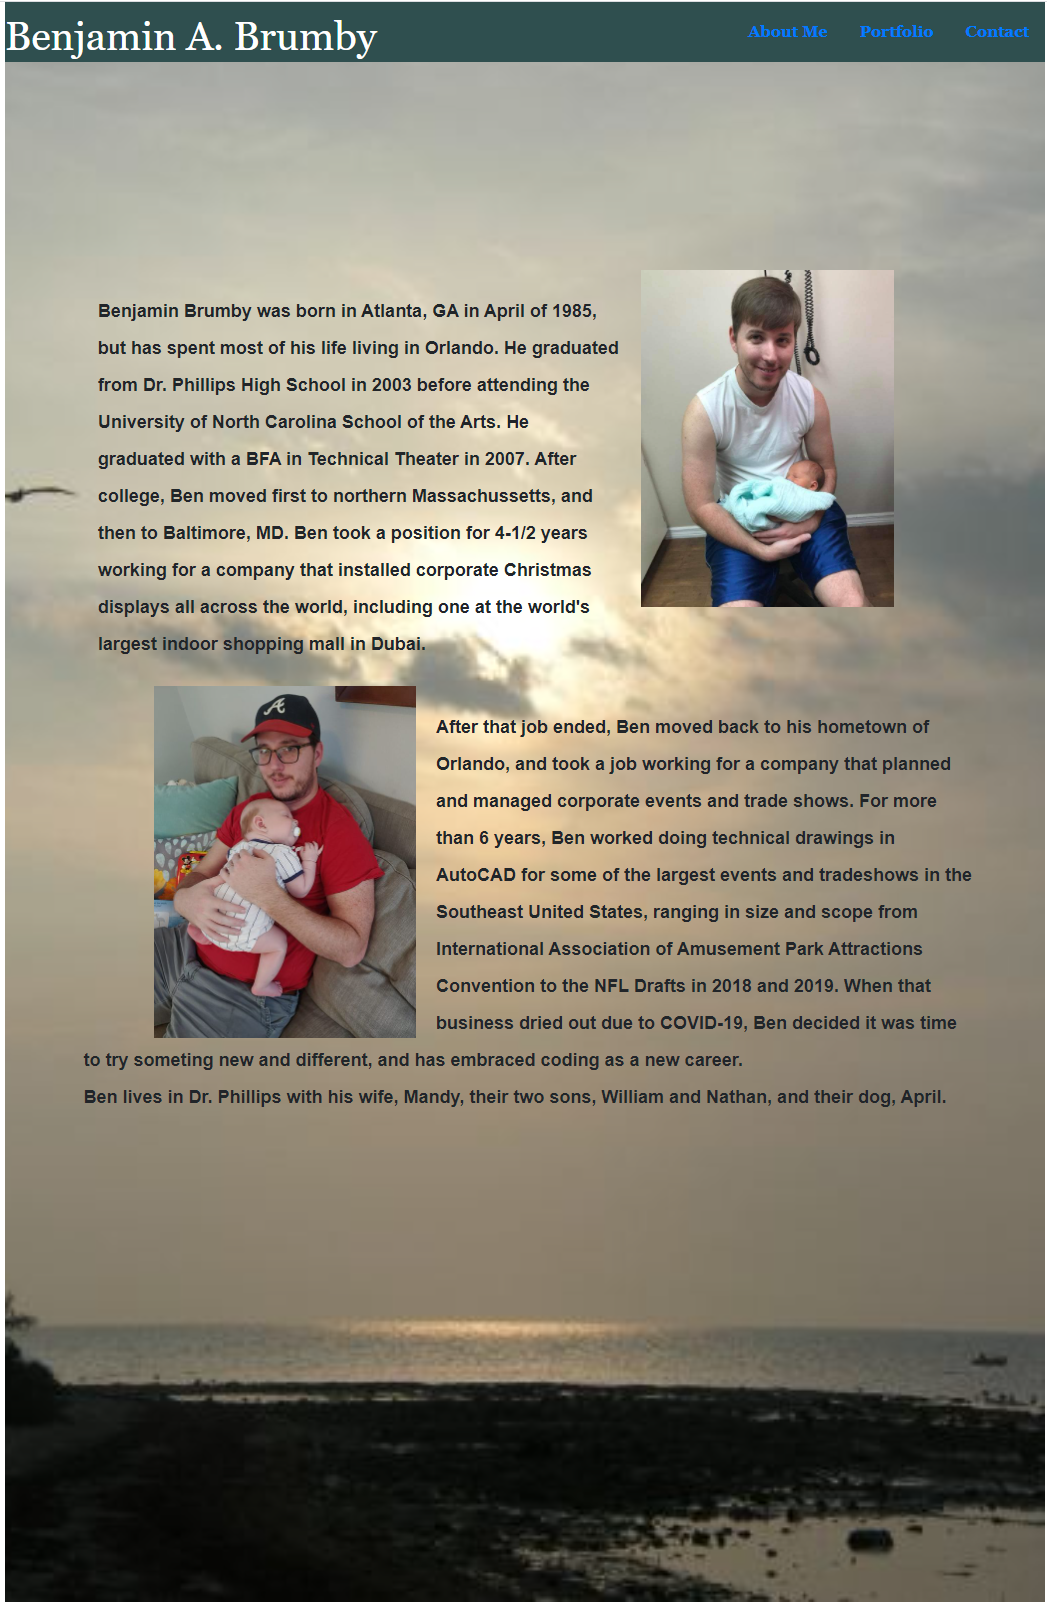 Benjamin A. Brumby
About Me
Portfolio
Contact
Benjamin Brumby was born in Atlanta, GA in April of 1985,
but has spent most of his life living in Orlando. He graduated
from Dr. Phillips High School in 2003 before attending the
University of North Carolina School of the Arts. He
graduated with a BFA in Technical Theater in 2007. After
college, Ben moved first to northern Massachussetts, and
then to Baltimore, MD. Ben took a position for 4-1/2 years
working for a company that installed corporate Christmas
displays all across the world, including one at the world's
largest indoor shopping mall in Dubai.
A
After that job ended, Ben moved back to his hometown of
Orlando, and took a job working for a company that planned
and managed corporate events and trade shows. For more
than 6 years, Ben worked doing technical drawings in
AutoCAD for some of the largest events and tradeshows in the
Southeast United States, ranging in size and scope from
International Association of Amusement Park Attractions
Convention to the NFL Drafts in 2018 and 2019. When that
business dried out due to COVID-19, Ben decided it was time
to try someting new and different, and has embraced coding as a new career.
Ben lives in Dr. Phillips with his wife, Mandy, their two sons, William and Nathan, and their dog, April.